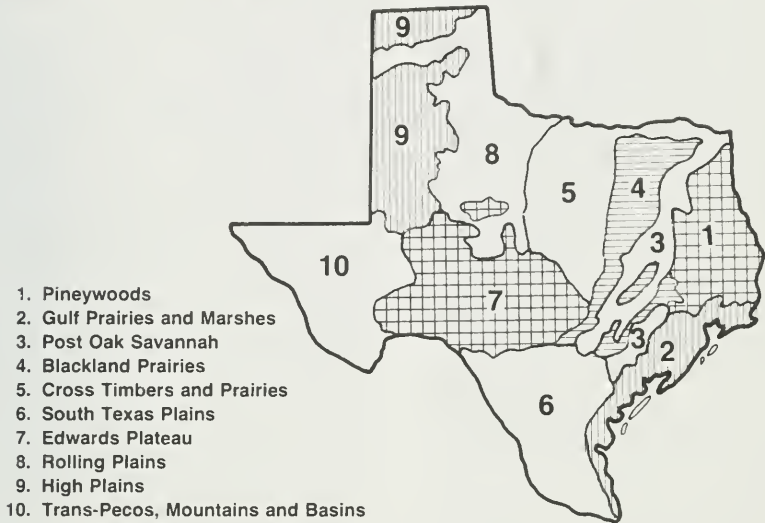 9
9
8
4
5
1
3
10
7
3
2
6
1. Pineywoods
2. Gulf Prairies and Marshes
3. Post Oak Savannah
4. Blackland Prairies
5. Cross Timbers and Prairies
6. South Texas Plains
7. Edwards Plateau
8. Rolling Plains
9. High Plains
10. Trans-Pecos, Mountains and Basins